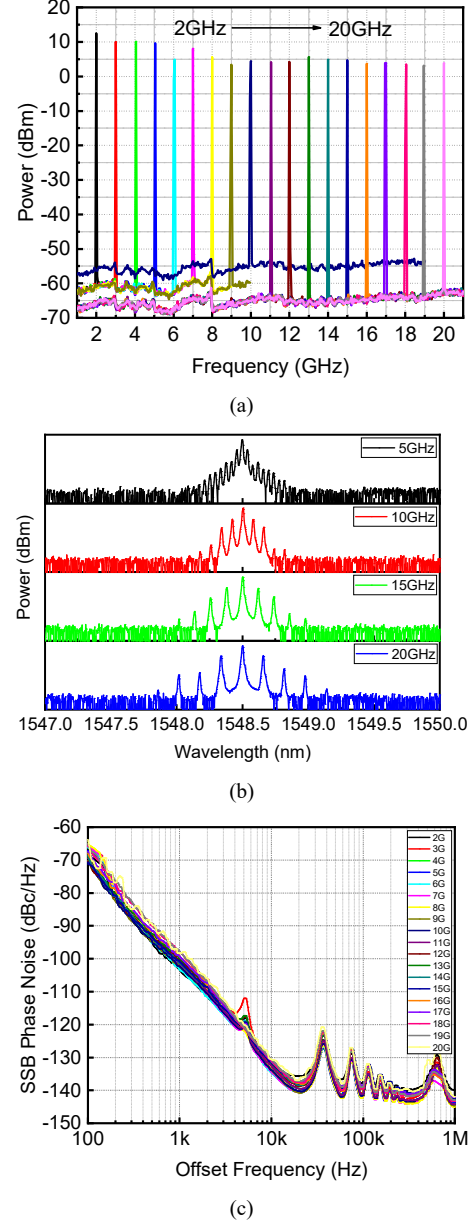 20
2GHz → 20GHz
15
10
5
0
-10
-20
-30
-40
-50
-60
-70
Power (dBm)
2 4 6 8 10 12 14 16 18 20
Frequency (GHz)
(a)
5GHz
10GHz
15GHz
20GHz
Power (dBm)
1547.0 1547.5 1548.0 1548.5 1549.0 1549.5 1550.0
Wavelength (nm)
(b)
-60
-70
-80
-90
-100
-110
-120
-130
-140
-150
SSB Phase Noise (dBc/Hz)
2G
3G
4G
5G
6G
7G
8G
9G
10G
11G
12G
13G
14G
15G
16G
17G
18G
19G
20G
100 1k 10k 100k 1M
Offset Frequency (Hz)
(c)